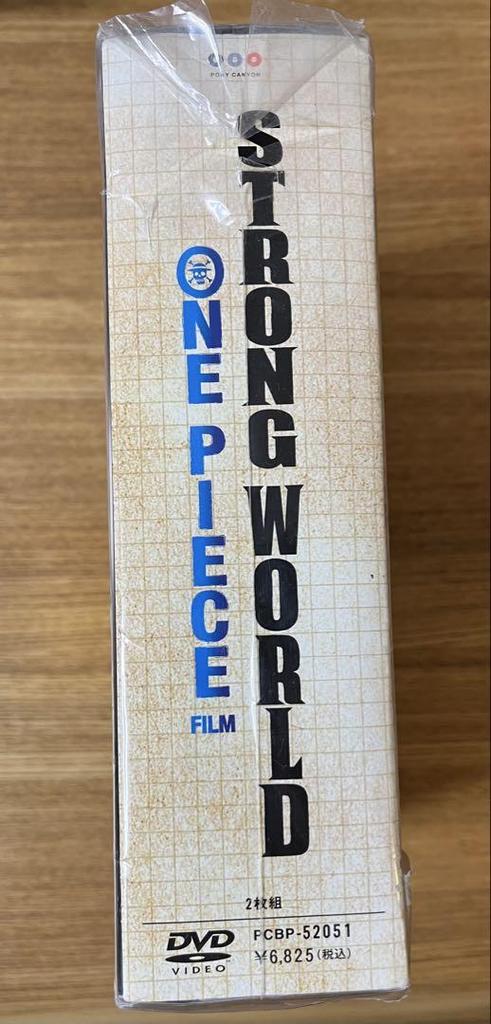 PONY CANYON
STRONG WORLD
ONE PIECE
FILM
2枚組
DVD
VIDEO
PCBP-52051
¥6,825(税込)